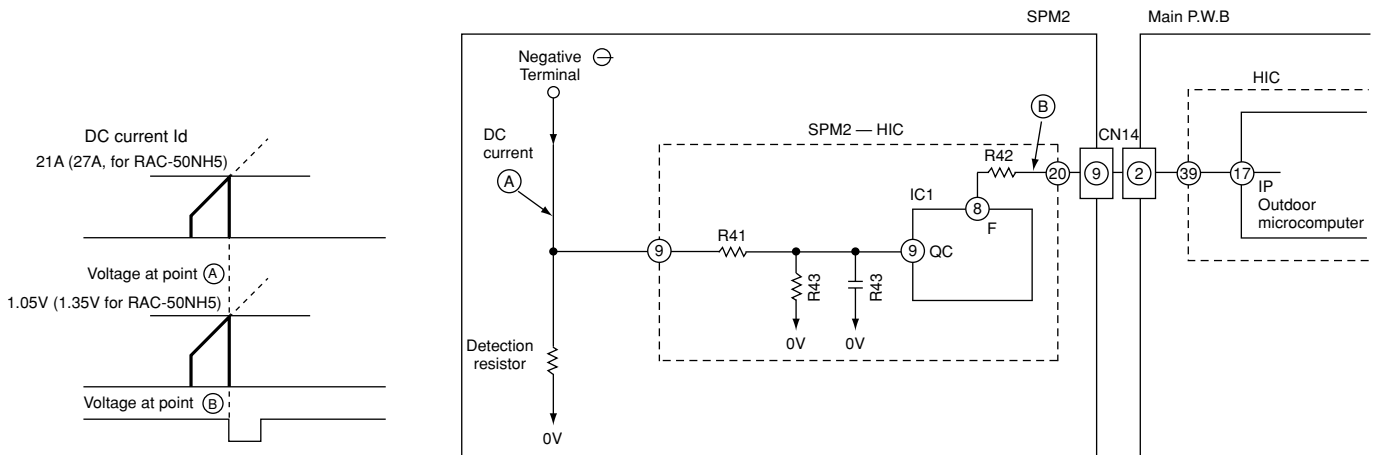 DC current Id
21A (27A, for RAC-50NH5)
Voltage at point A
1.05V (1.35V for RAC-50NH5)
Voltage at point B
SPM2
Main P.W.B
Negative ⊖
Terminal
DC
current
A
Detection
resistor
0V
SPM2 — HIC
9
R41
R43
0V
R43
0V
IC1
9
QC
8
F
R42
B
20
CN14
9
2
HIC
39
17
IP
Outdoor
microcomputer